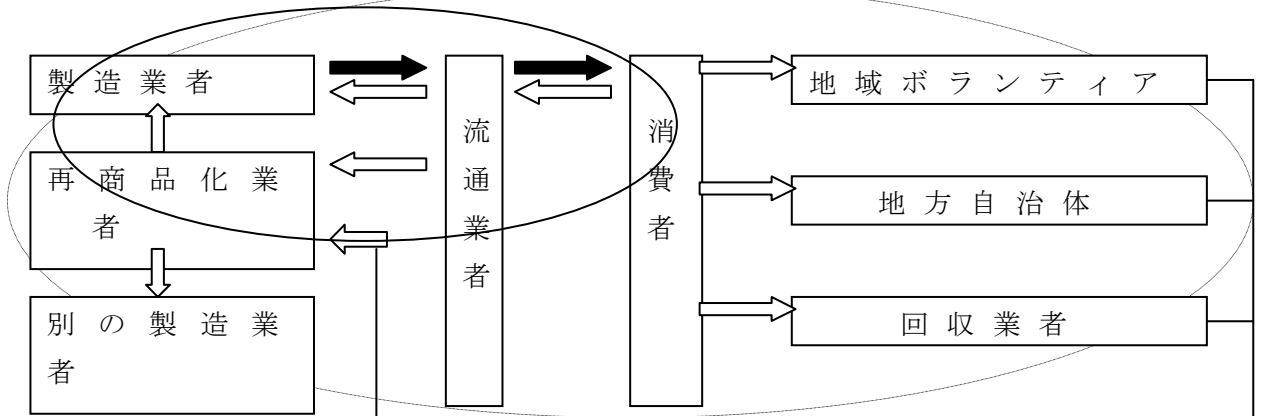 製造業者
再商品化業
者
別の製造業
者
流通業者
消費者
地域ボランティア
地方自治体
回収業者